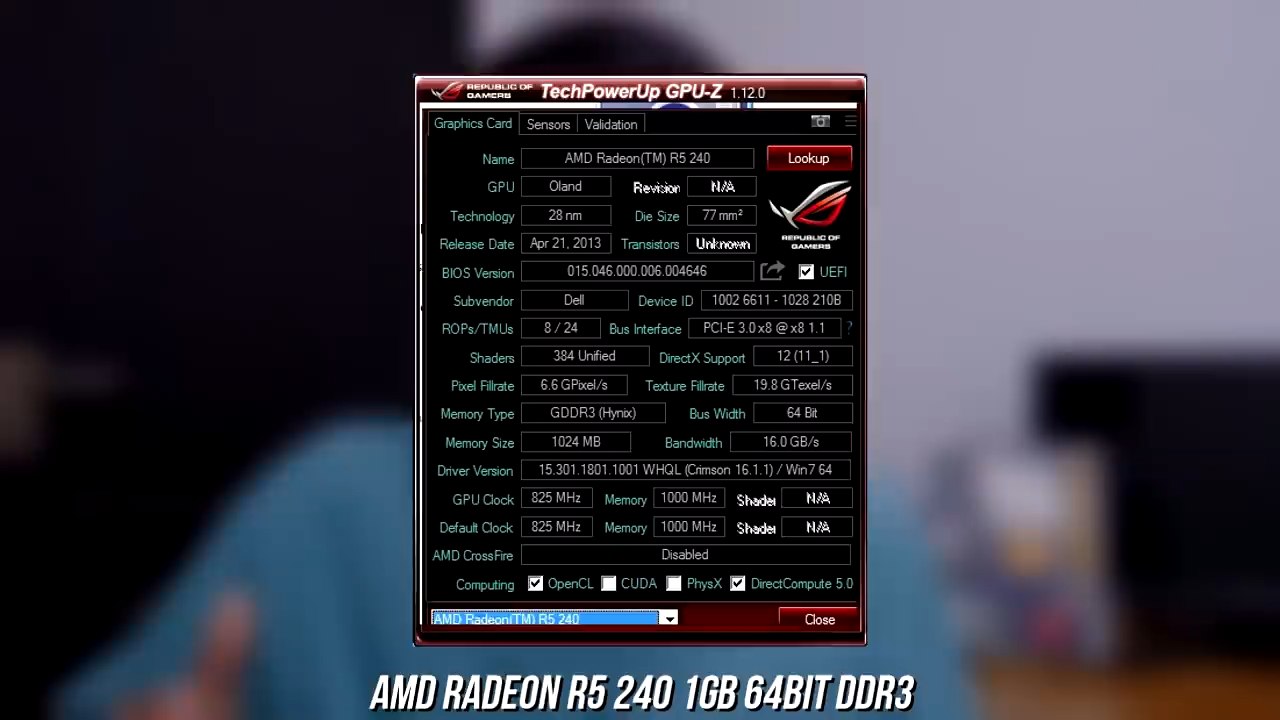 REPUBLIC OF GAMERS TechPowerUp GPU-Z 1.12.0
Graphics Card Sensors Validation
Name AMD Radeon(TM) R5 240 Lookup
GPU Oland Revision N/A
Technology 28 nm Die Size 77 mm²
REPUBLIC OF GAMERS
Release Date Apr 21, 2013 Transistors Unknown
BIOS Version 015.046.000.006.004646 UEFI
Subvendor Dell Device ID 1002 6611 - 1028 210B
ROPs/TMUs 8 / 24 Bus Interface PCI-E 3.0 x8 @ x8 1.1 ?
Shaders 384 Unified DirectX Support 12 (11_1)
Pixel Fillrate 6.6 GPixel/s Texture Fillrate 19.8 GTexel/s
Memory Type GDDR3 (Hynix) Bus Width 64 Bit
Memory Size 1024 MB Bandwidth 16.0 GB/s
Driver Version 15.301.1801.1001 WHQL (Crimson 16.1.1) / Win7 64
GPU Clock 825 MHz Memory 1000 MHz Shader N/A
Default Clock 825 MHz Memory 1000 MHz Shader N/A
AMD CrossFire Disabled
Computing OpenCL CUDA PhysX DirectCompute 5.0
AMD Radeon(TM) R5 240 Close
AMD RADEON R5 240 1GB 64BIT DDR3